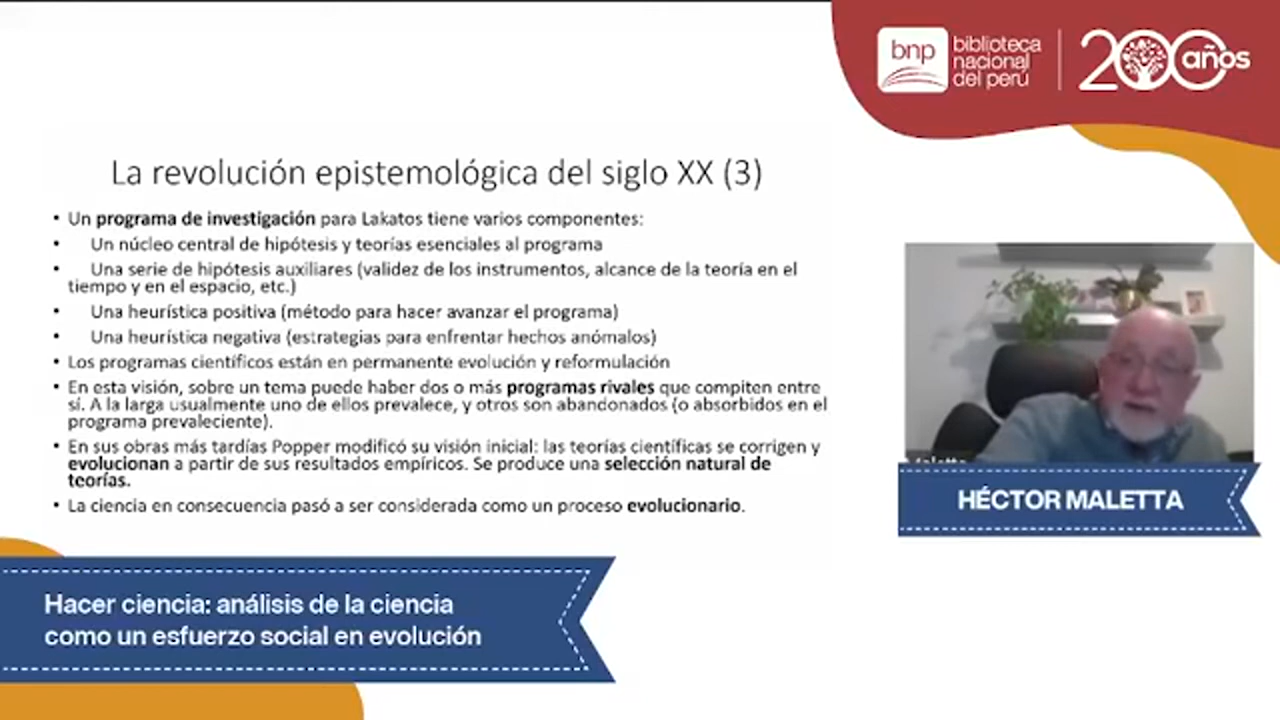 bnp
biblioteca
nacional
del perú
200 años
La revolución epistemológica del siglo XX (3)
• Un programa de investigación para Lakatos tiene varios componentes:
• Un núcleo central de hipótesis y teorías esenciales al programa
• Una serie de hipótesis auxiliares (validez de los instrumentos, alcance de la teoría en el
tiempo y en el espacio, etc.)
• Una heurística positiva (método para hacer avanzar el programa)
• Una heurística negativa (estrategias para enfrentar hechos anómalos)
• Los programas científicos están en permanente evolución y reformulación
• En esta visión, sobre un tema puede haber dos o más programas rivales que compiten entre
sí. A la larga usualmente uno de ellos prevalece, y otros son abandonados (o absorbidos en el
programa prevaleciente).
• En sus obras más tardías Popper modificó su visión inicial: las teorías científicas se corrigen y
evolucionan a partir de sus resultados empíricos. Se produce una selección natural de
teorías.
• La ciencia en consecuencia pasó a ser considerada como un proceso evolucionario.
HÉCTOR MALETTA
Hacer ciencia: análisis de la ciencia
como un esfuerzo social en evolución